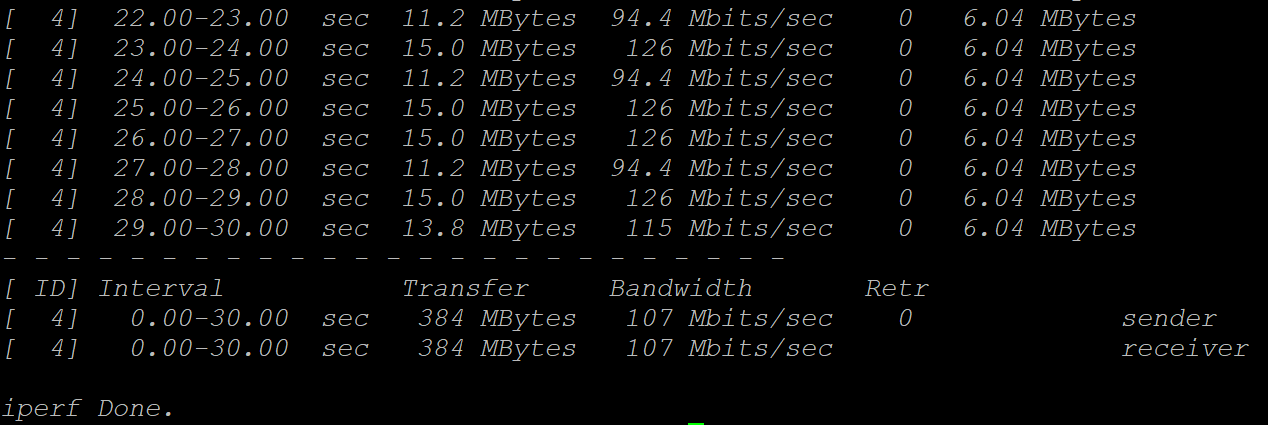 [  4]  22.00-23.00  sec  11.2 MBytes  94.4 Mbits/sec    0   6.04 MBytes
[  4]  23.00-24.00  sec  15.0 MBytes   126 Mbits/sec    0   6.04 MBytes
[  4]  24.00-25.00  sec  11.2 MBytes  94.4 Mbits/sec    0   6.04 MBytes
[  4]  25.00-26.00  sec  15.0 MBytes   126 Mbits/sec    0   6.04 MBytes
[  4]  26.00-27.00  sec  15.0 MBytes   126 Mbits/sec    0   6.04 MBytes
[  4]  27.00-28.00  sec  11.2 MBytes  94.4 Mbits/sec    0   6.04 MBytes
[  4]  28.00-29.00  sec  15.0 MBytes   126 Mbits/sec    0   6.04 MBytes
[  4]  29.00-30.00  sec  13.8 MBytes   115 Mbits/sec    0   6.04 MBytes
- - - - - - - - - - - - - - - - - - - - - - - - -
[ ID] Interval           Transfer     Bandwidth       Retr
[  4]   0.00-30.00  sec   384 MBytes   107 Mbits/sec    0             sender
[  4]   0.00-30.00  sec   384 MBytes   107 Mbits/sec                  receiver
iperf Done.